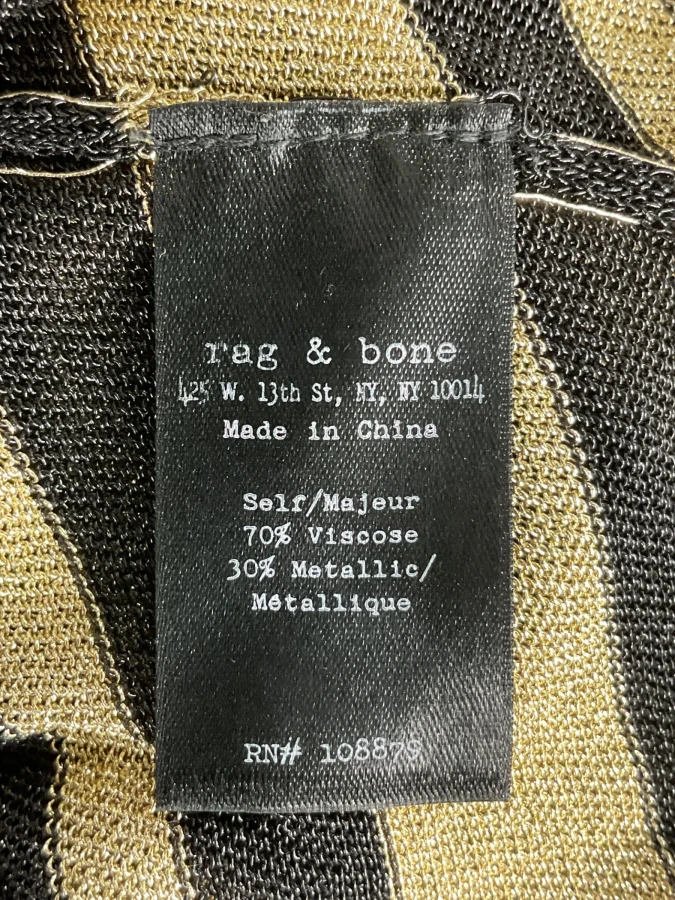 rag & bone
425 W. 13th St, NY, NY 10014
Made in China
Self/Majeur
70% Viscose
30% Metallic/
Métallique
RN# 108878